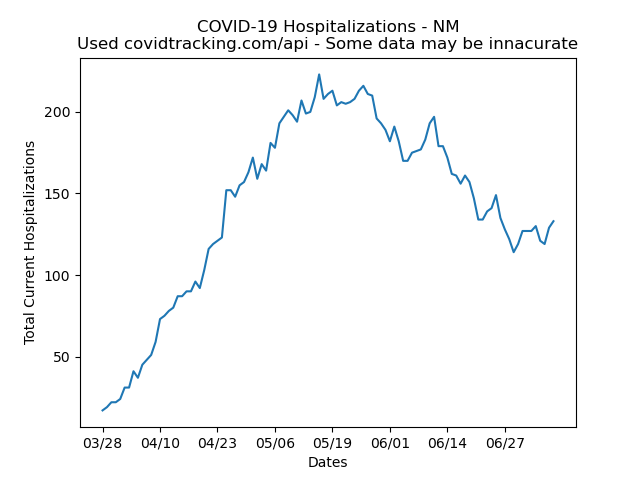 COVID-19 Hospitalizations - NM
Used covidtracking.com/api - Some data may be innacurate
Total Current Hospitalizations
200
150
100
50
03/28 04/10 04/23 05/06 05/19 06/01 06/14 06/27
Dates